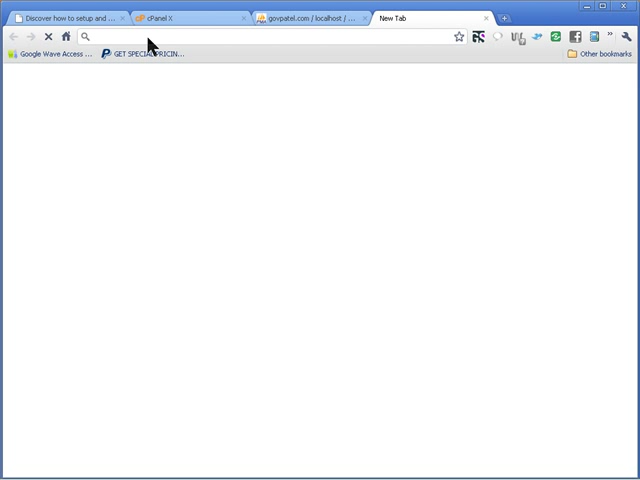 Discover how to setup and ...
cPanel X
govpatel.com / localhost / ...
New Tab
Google Wave Access ...
GET SPECIAL PRICIN...
Other bookmarks